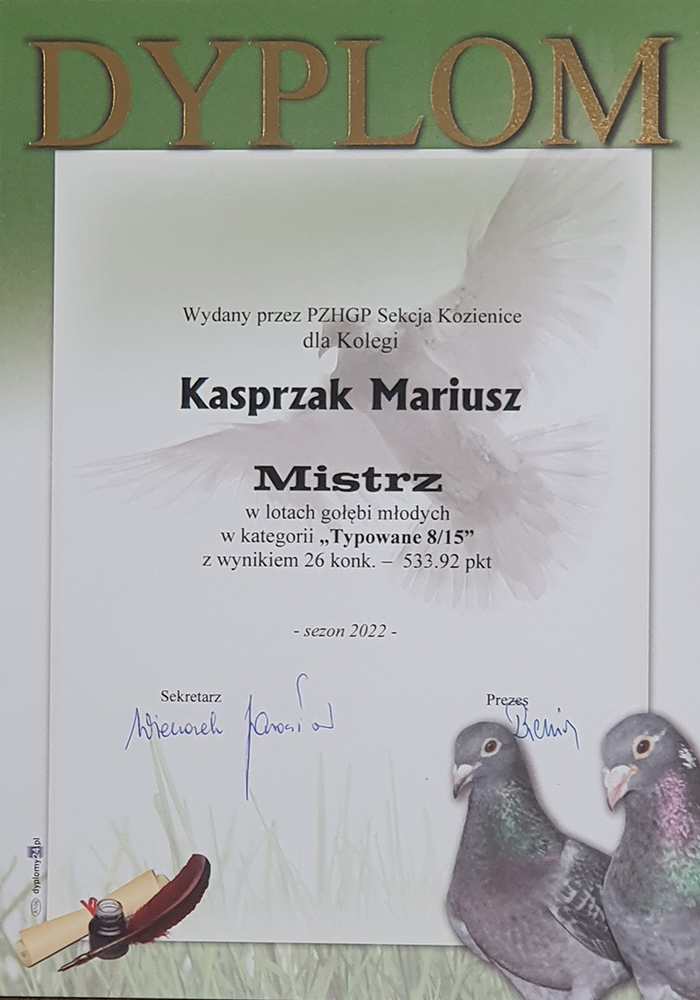 DYPLOM
Wydany przez PZHGP Sekcja Kozienice
dla Kolegi
Kasprzak Mariusz
Mistrz
w lotach gołębi młodych
w kategorii „Typowane 8/15”
z wynikiem 26 konk. – 533.92 pkt
- sezon 2022 -
Sekretarz
Prezes
dyplomy24.pl